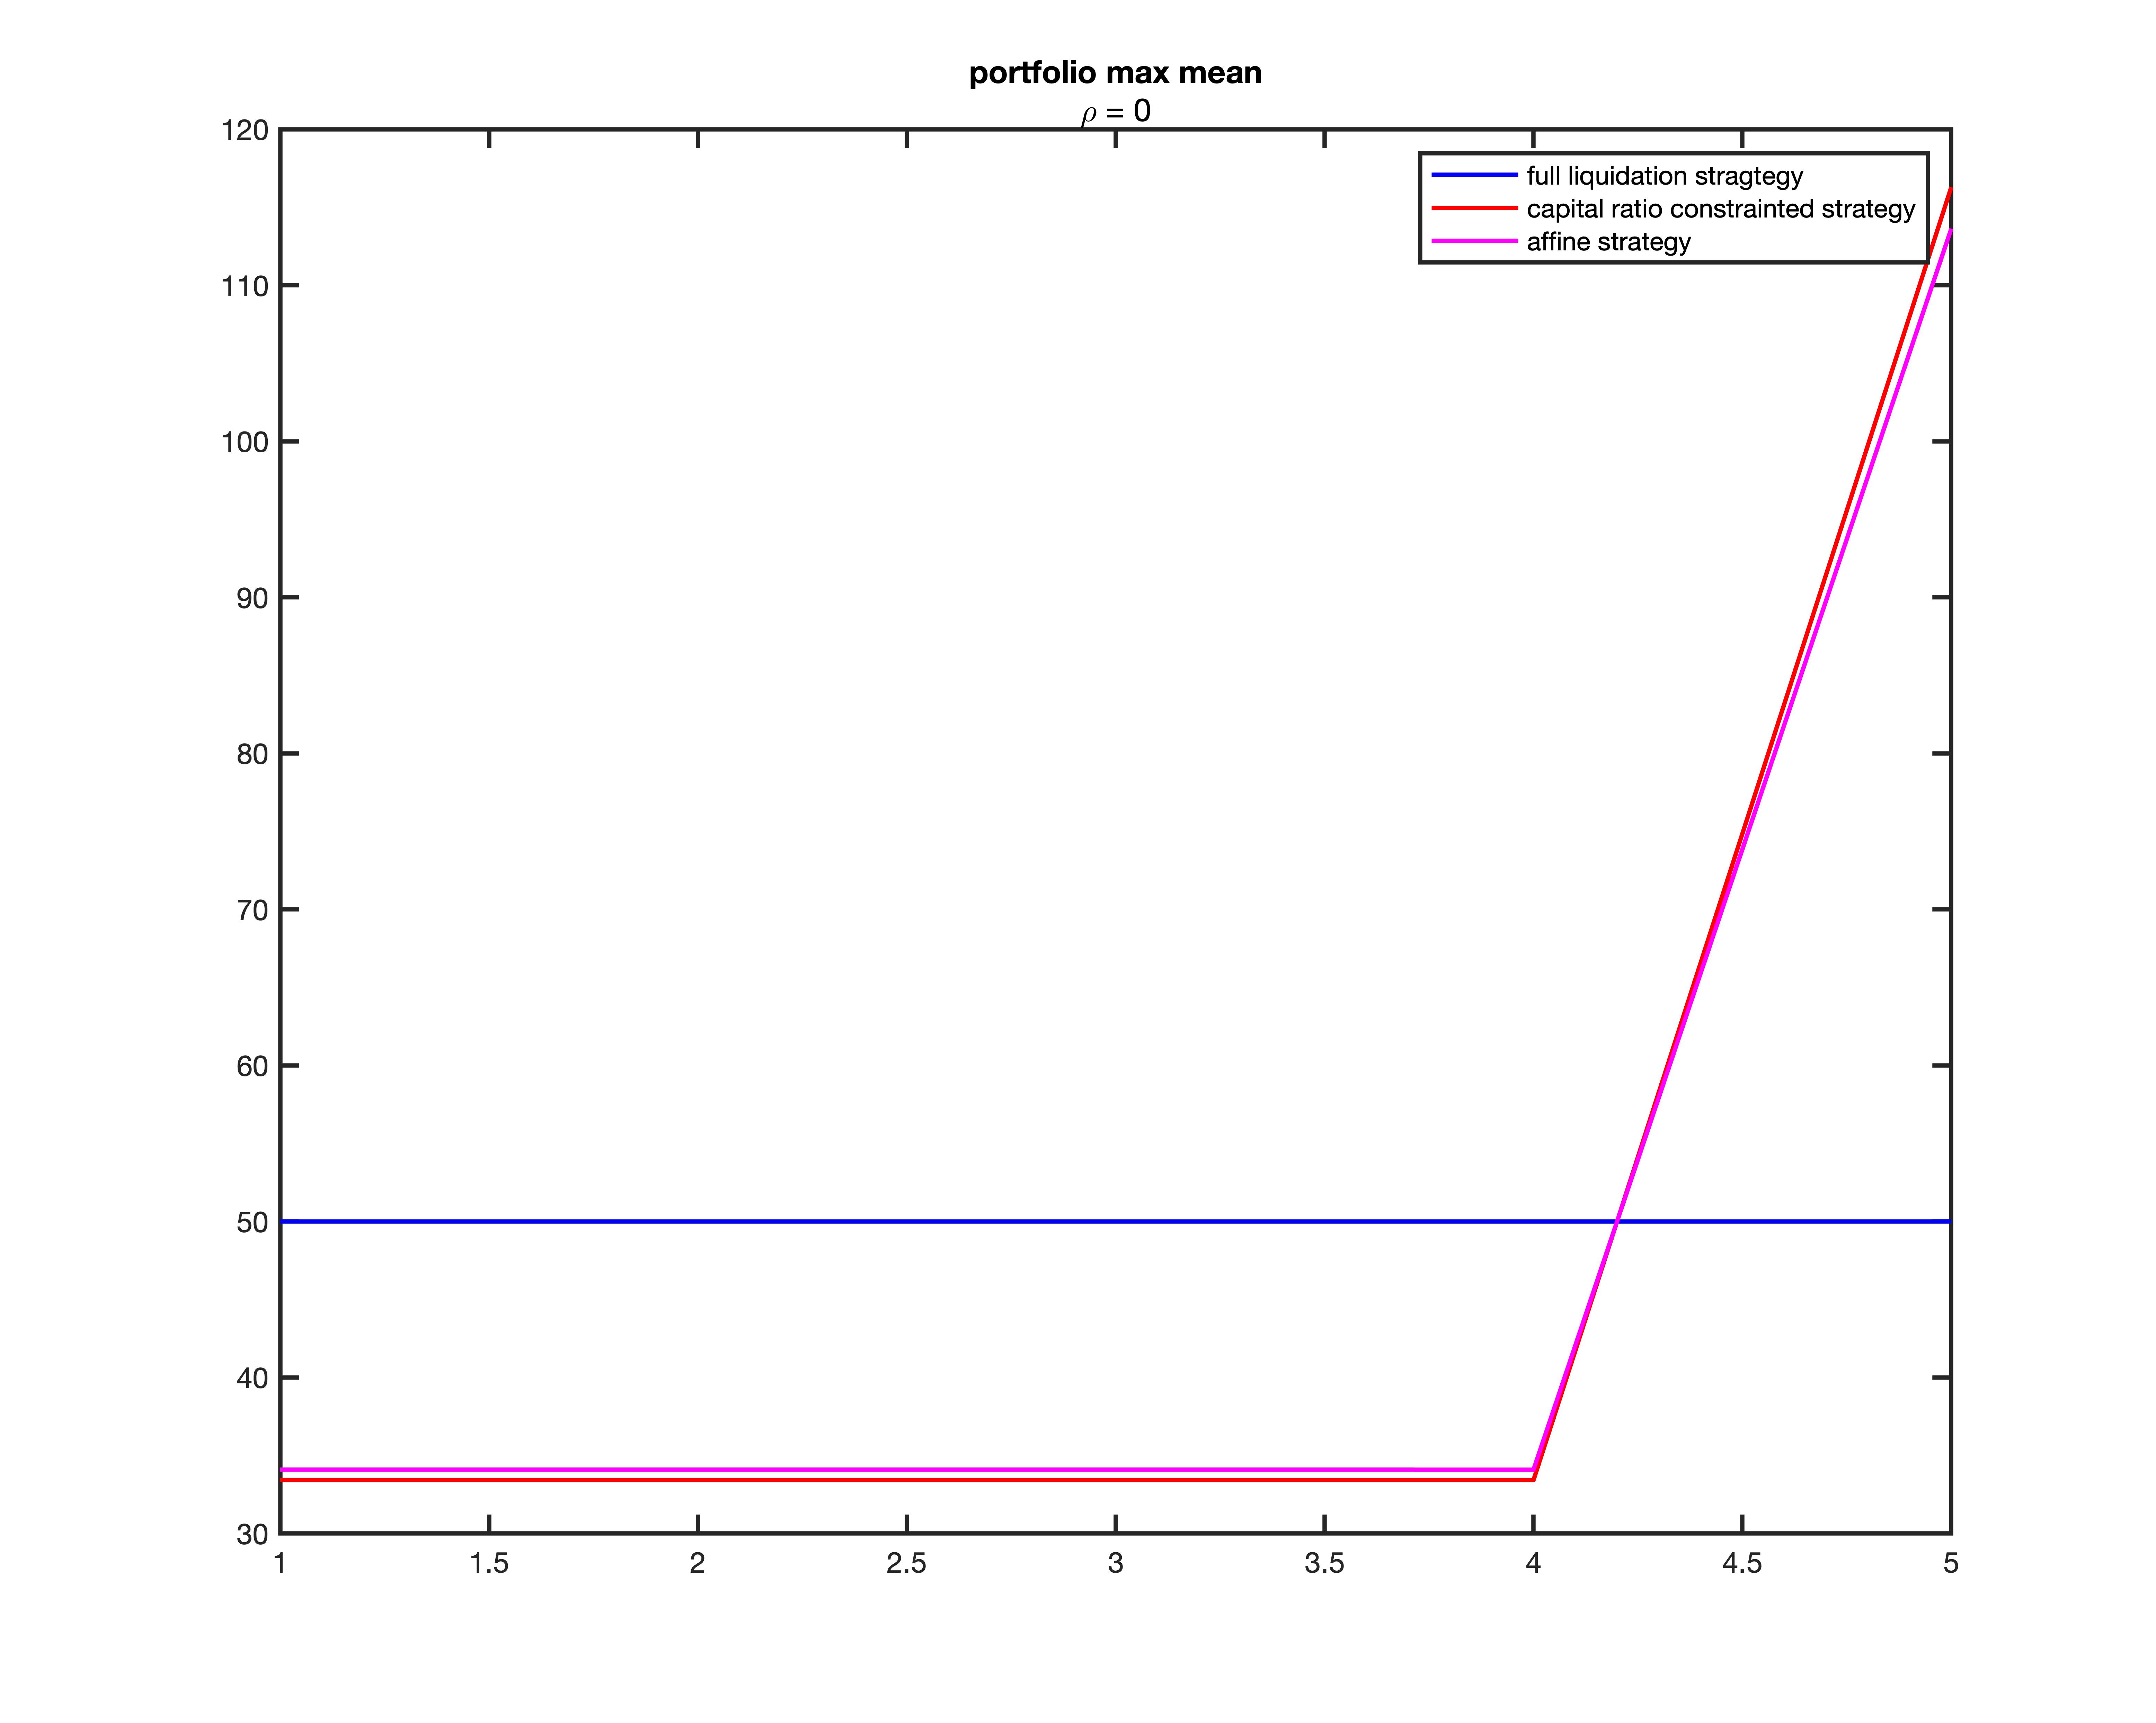 portfolio max mean
ρ = 0
120
110
100
90
80
70
60
50
40
30
full liquidation stragtegy
capital ratio constrainted strategy
affine strategy
1 1.5 2 2.5 3 3.5 4 4.5 5